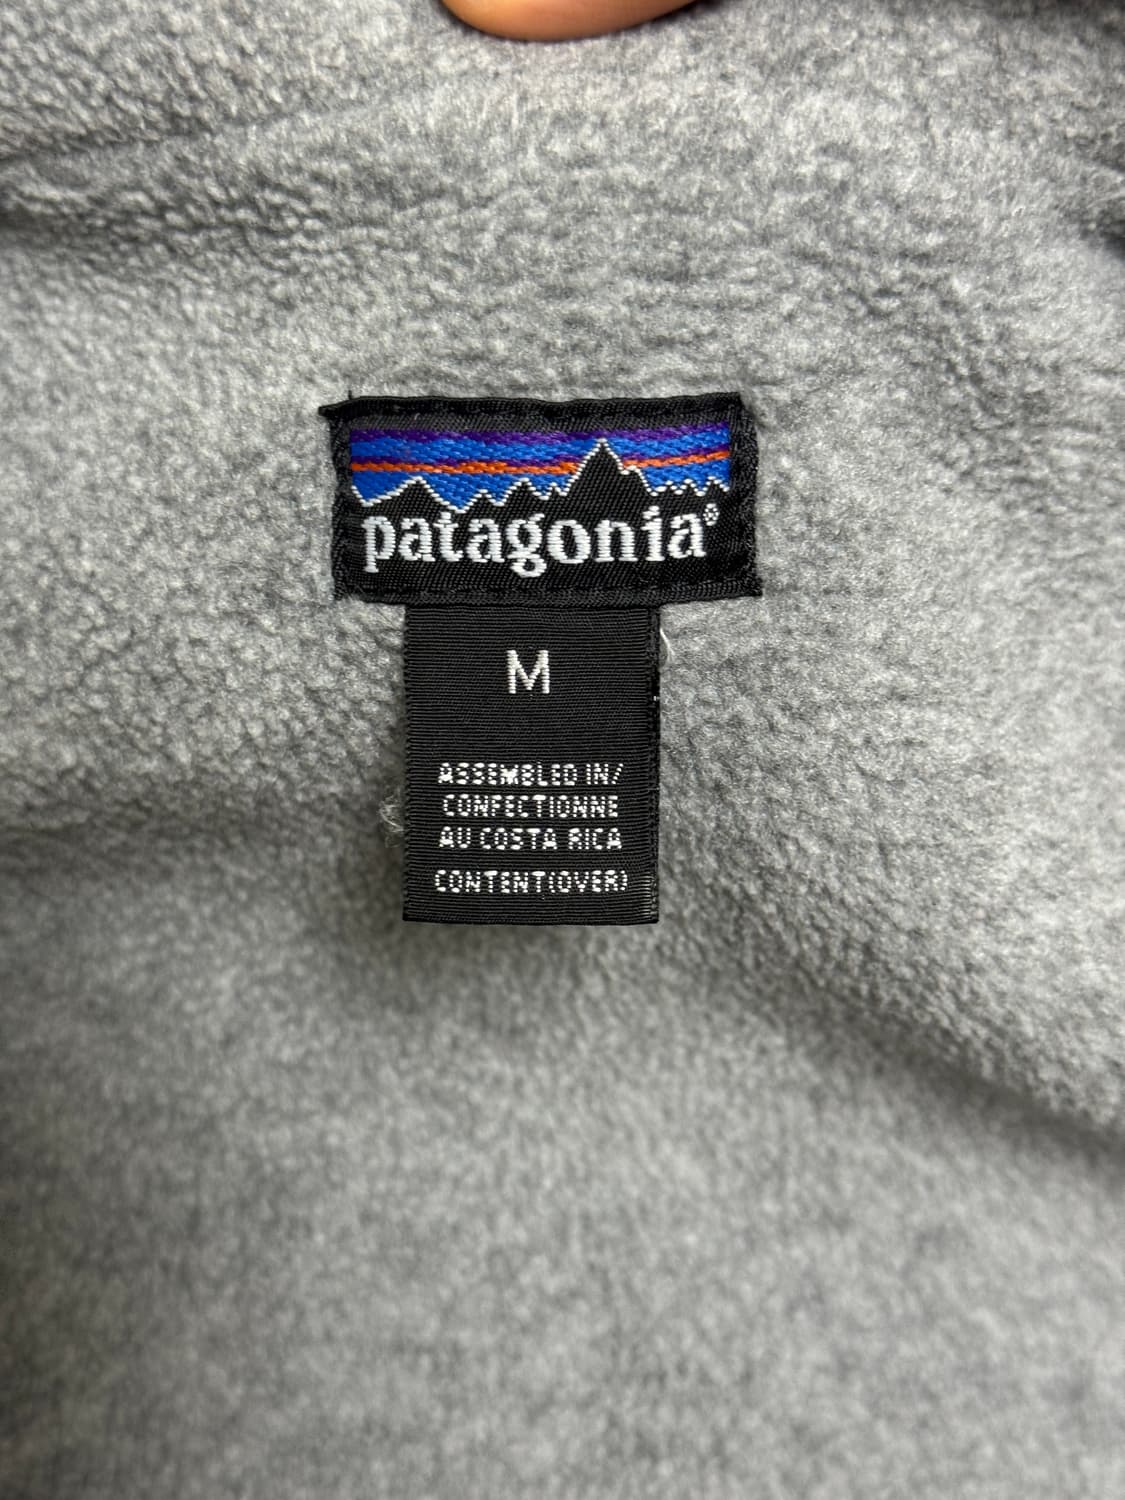 patagonia®
M
ASSEMBLED IN/
CONFECTIONNE
AU COSTA RICA
CONTENT(OVER)